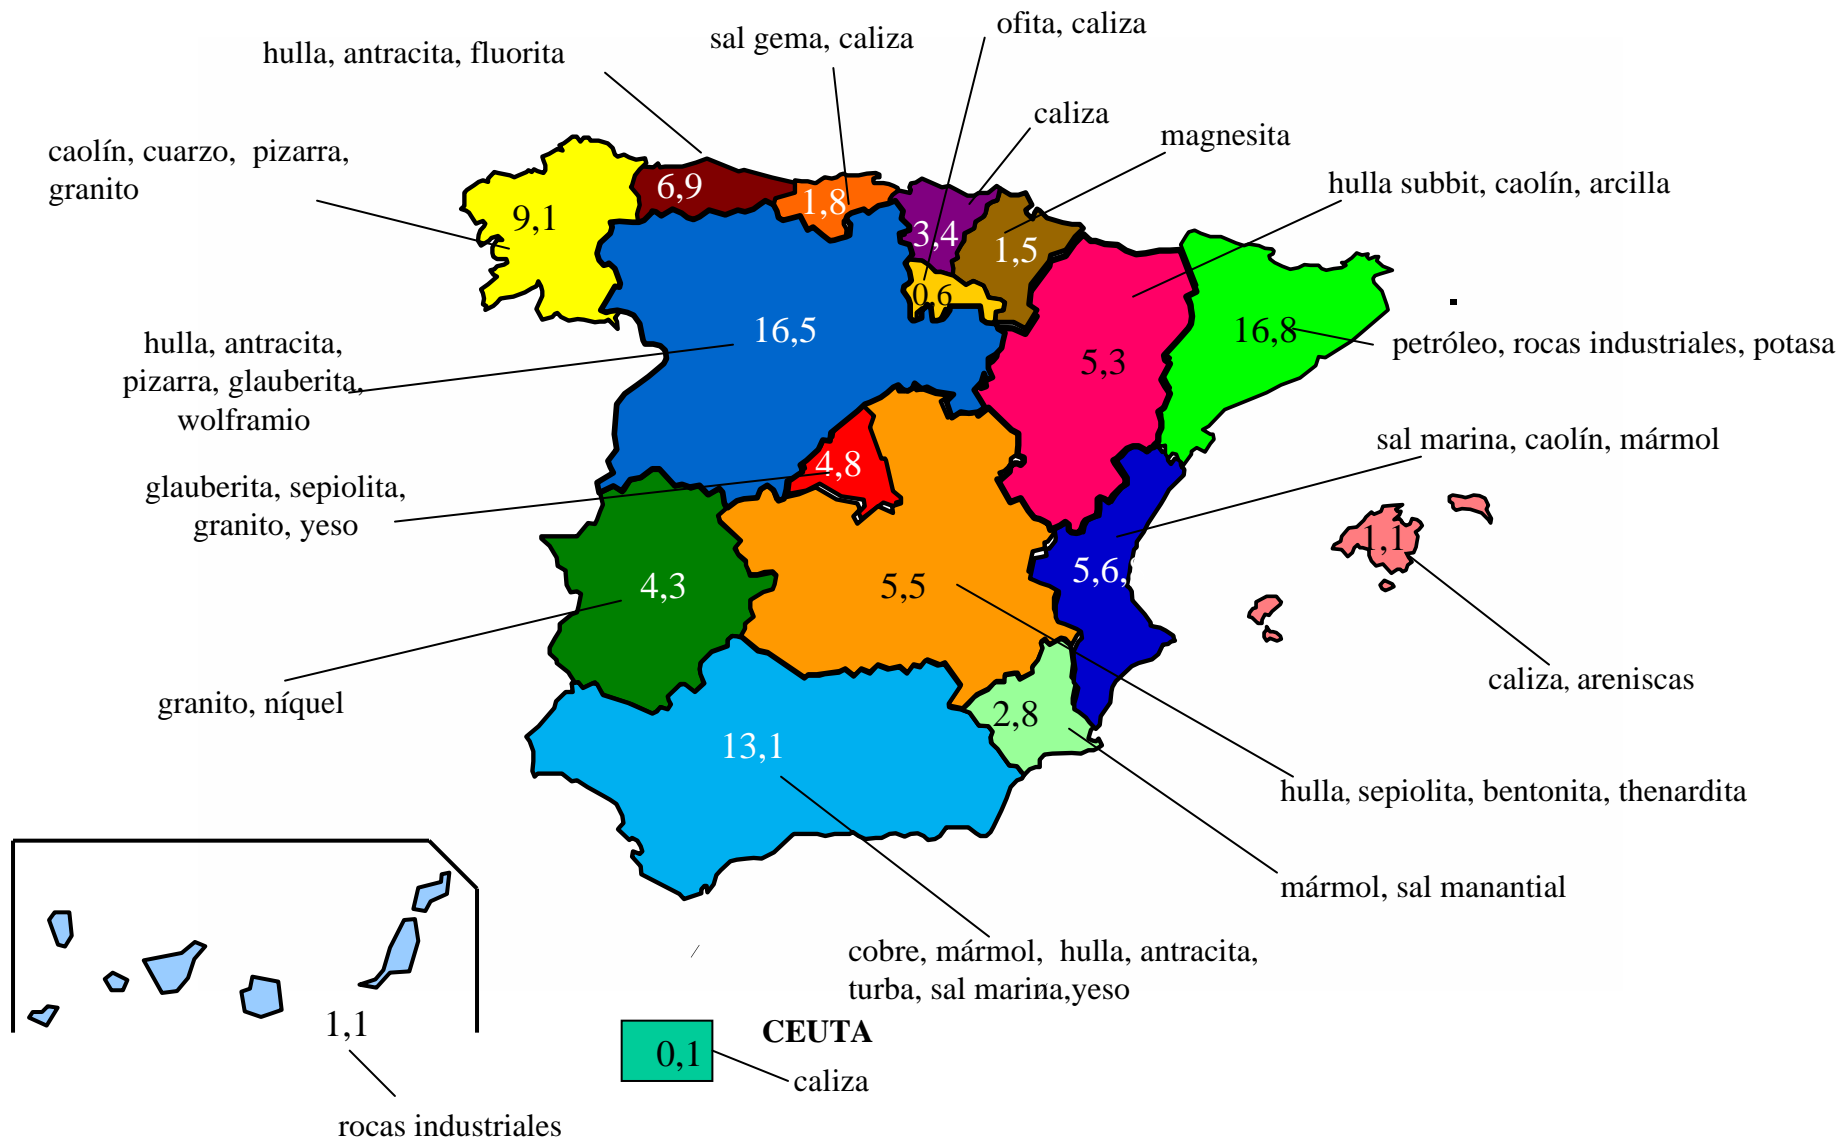 ofita, caliza
sal gema, caliza
hulla, antracita, fluorita
caliza
magnesita
caolín, cuarzo, pizarra,
granito
hulla subbit, caolín, arcilla
6,9
1,8
9,1
3,4
1,5
0,6
16,5
5,3
16,8
hulla, antracita,
pizarra, glauberita,
wolframio
petróleo, rocas industriales, potasa
sal marina, caolín, mármol
4,8
glauberita, sepiolita,
granito, yeso
1,1
4,3
5,5
5,6,
caliza, areniscas
granito, níquel
2,8
13,1
hulla, sepiolita, bentonita, thenardita
mármol, sal manantial
cobre, mármol, hulla, antracita,
turba, sal marina,yeso
1,1
CEUTA
0,1
caliza
rocas industriales